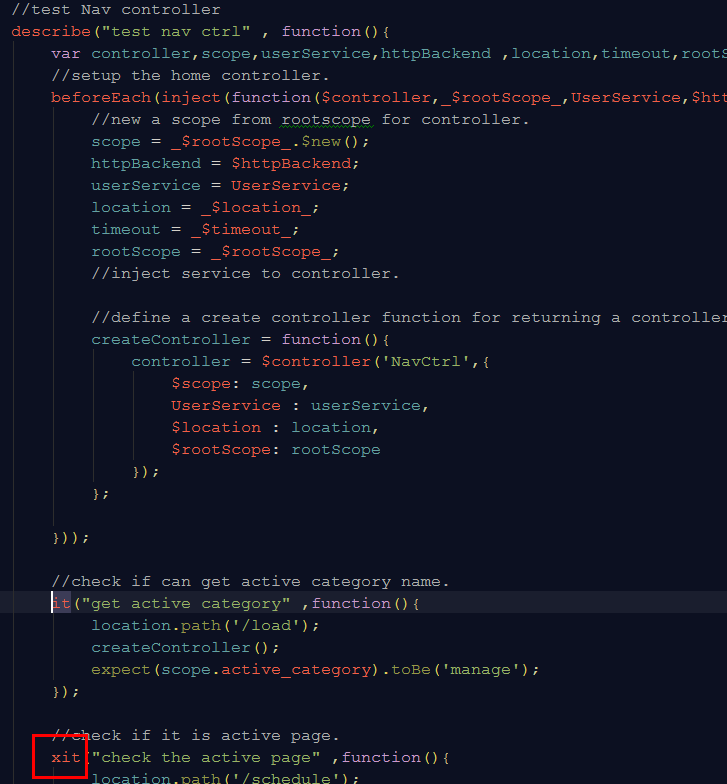 //test Nav controller
describe("test nav ctrl" , function(){
var controller,scope,userService,httpBackend ,location,timeout,rootS
//setup the home controller.
beforeEach(inject(function($controller,_$rootScope_,UserService,$htt
//new a scope from rootscope for controller.
scope = _$rootScope_.$new();
httpBackend = $httpBackend;
userService = UserService;
location = _$location_;
timeout = _$timeout_;
rootScope = _$rootScope_;
//inject service to controller.
//define a create controller function for returning a controller
createController = function(){
controller = $controller('NavCtrl',{
$scope: scope,
UserService : userService,
$location : location,
$rootScope: rootScope
});
};
}));
//check if can get active category name.
it("get active category" ,function(){
location.path('/load');
createController();
expect(scope.active_category).toBe('manage');
});
//check if it is active page.
xit("check the active page" ,function(){
location.path('/schedule');